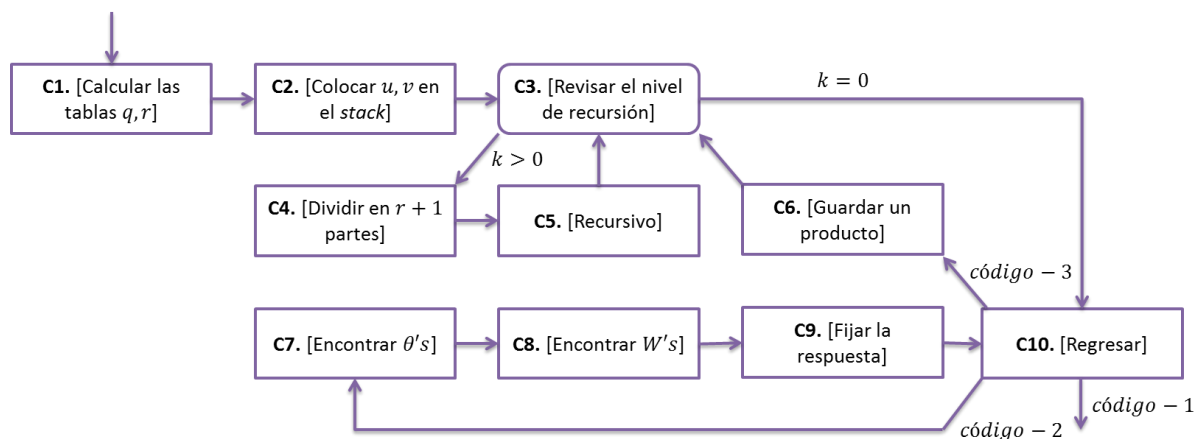 C1. [Calcular las
tablas q, r]
C2. [Colocar u, v en
el stack]
C3. [Revisar el nivel
de recursión]
k = 0
k > 0
C4. [Dividir en r + 1
partes]
C5. [Recursivo]
C6. [Guardar un
producto]
código − 3
C7. [Encontrar θ's]
C8. [Encontrar W's]
C9. [Fijar la
respuesta]
C10. [Regresar]
código − 1
código − 2